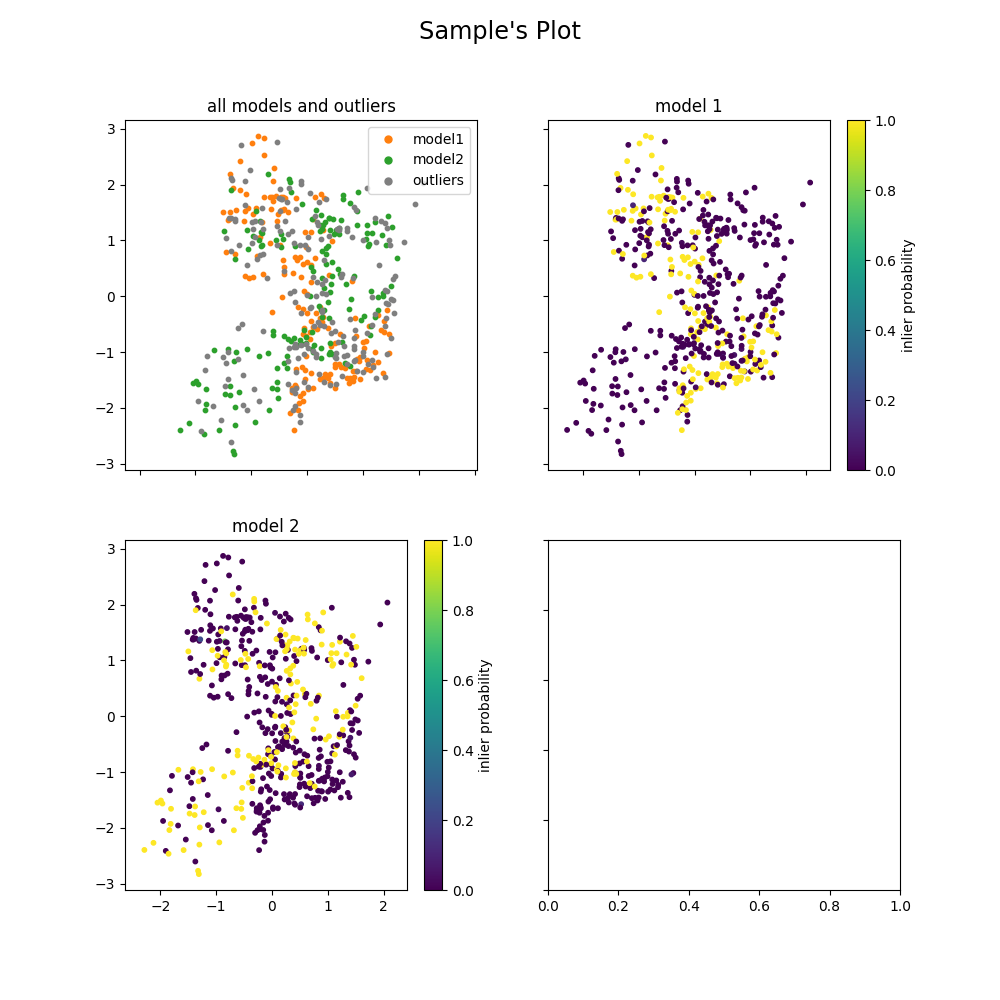 Sample's Plot
all models and outliers
3
2
1
0
−1
−2
−3
model1
model2
outliers
model 1
1.0
0.8
0.6
0.4
0.2
0.0
inlier probability
model 2
3
2
1
0
−1
−2
−3
−2 −1 0 1 2
1.0
0.8
0.6
0.4
0.2
0.0
inlier probability
0.0 0.2 0.4 0.6 0.8 1.0